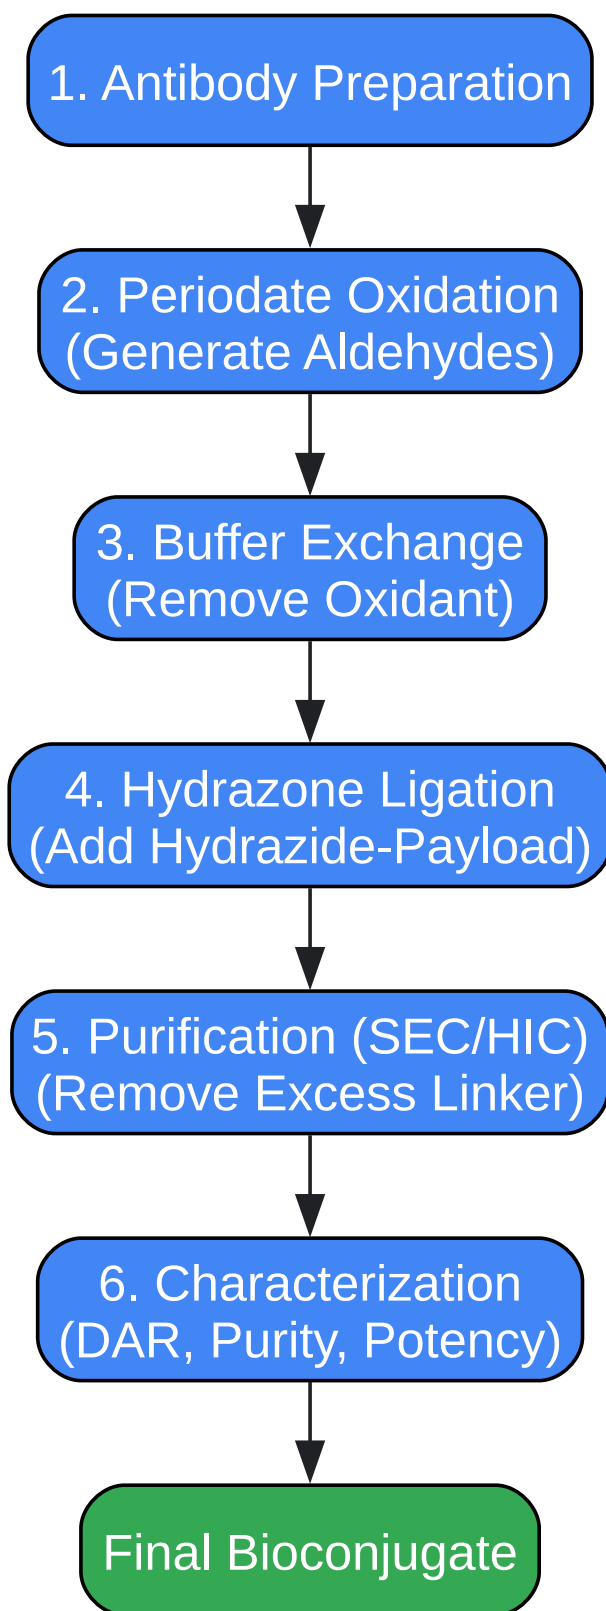 1. Antibody Preparation
2. Periodate Oxidation
(Generate Aldehydes)
3. Buffer Exchange
(Remove Oxidant)
4. Hydrazone Ligation
(Add Hydrazide-Payload)
5. Purification (SEC/HIC)
(Remove Excess Linker)
6. Characterization
(DAR, Purity, Potency)
Final Bioconjugate